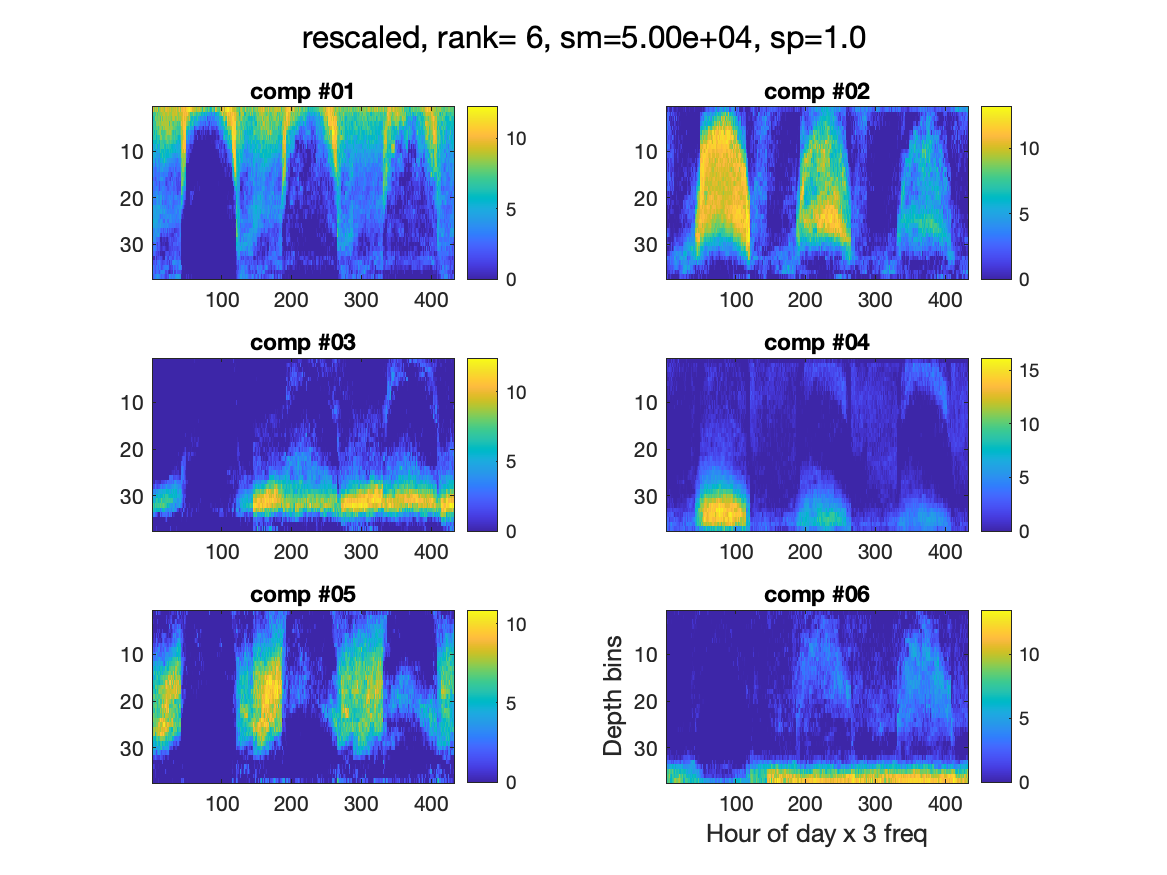 rescaled, rank= 6, sm=5.00e+04, sp=1.0
comp #01
10
20
30
100 200 300 400
10
5
0
comp #02
10
20
30
100 200 300 400
10
5
0
comp #03
10
20
30
100 200 300 400
10
5
0
comp #04
10
20
30
100 200 300 400
15
10
5
0
comp #05
10
20
30
100 200 300 400
10
5
0
comp #06
Depth bins
10
20
30
100 200 300 400
10
5
0
Hour of day x 3 freq